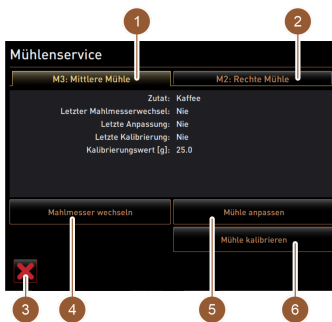 1
2
Mühlenservice
M3: Mittlere Mühle
M2: Rechte Mühle
Zutat: Kaffee
Letzter Mahlmesserwechsel: Nie
Letzte Anpassung: Nie
Letzte Kalibrierung: Nie
Kalibrierungswert [g]: 25.0
Mahlmesser wechseln
Mühle anpassen
Mühle kalibrieren
3
4
5
6